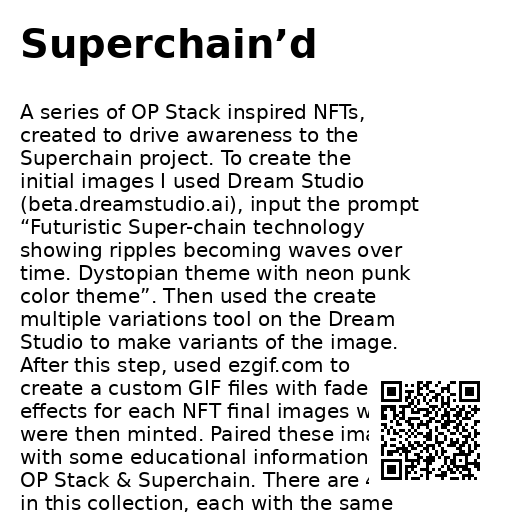 Superchain’d
A series of OP Stack inspired NFTs,
created to drive awareness to the
Superchain project. To create the
initial images I used Dream Studio
(beta.dreamstudio.ai), input the prompt
“Futuristic Super-chain technology
showing ripples becoming waves over
time. Dystopian theme with neon punk
color theme”. Then used the create
multiple variations tool on the Dream
Studio to make variants of the image.
After this step, used ezgif.com to
create a custom GIF files with fade
effects for each NFT final images
were then minted. Paired these
with some educational information
OP Stack & Superchain. There are
in this collection, each with the same